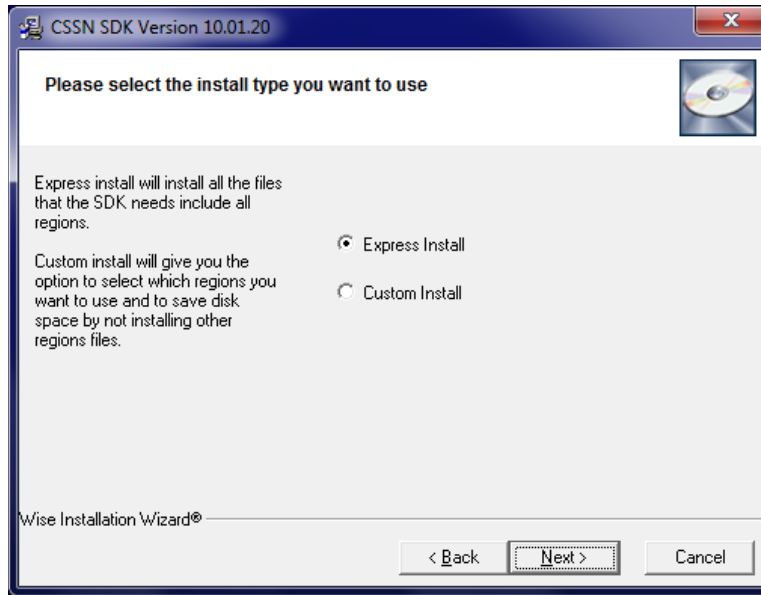 CSSN SDK Version 10.01.20
Please select the install type you want to use
Express install will install all the files
that the SDK needs include all
regions.
Custom install will give you the
option to select which regions you
want to use and to save disk
space by not installing other
regions files.
Express Install
Custom Install
Wise Installation Wizard®
< Back
Next >
Cancel